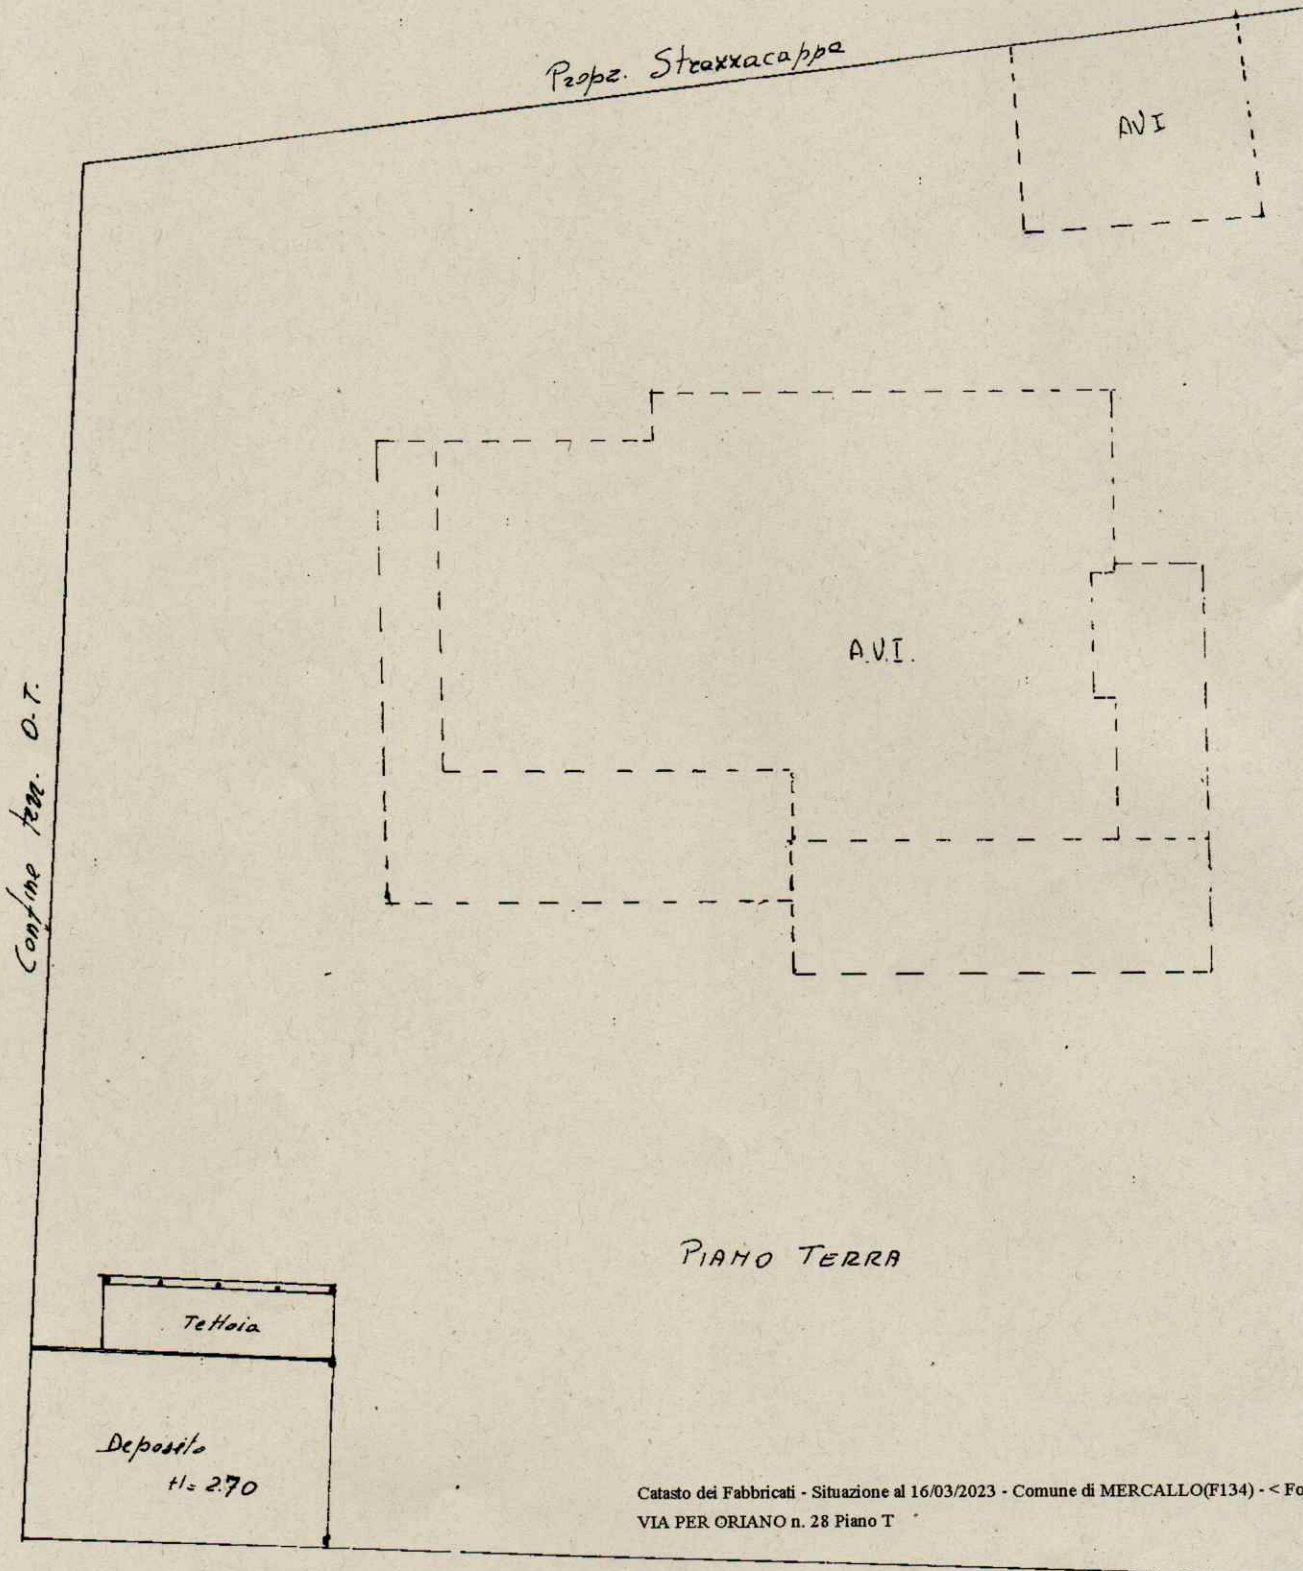 Propr. Strazzacappa
AVI
A.V.I.
Confine terr. O.T.
PIANO TERRA
Tettoia
Deposito
H= 2.70
Catasto dei Fabbricati - Situazione al 16/03/2023 - Comune di MERCALLO(F134) - < Fo
VIA PER ORIANO n. 28 Piano T